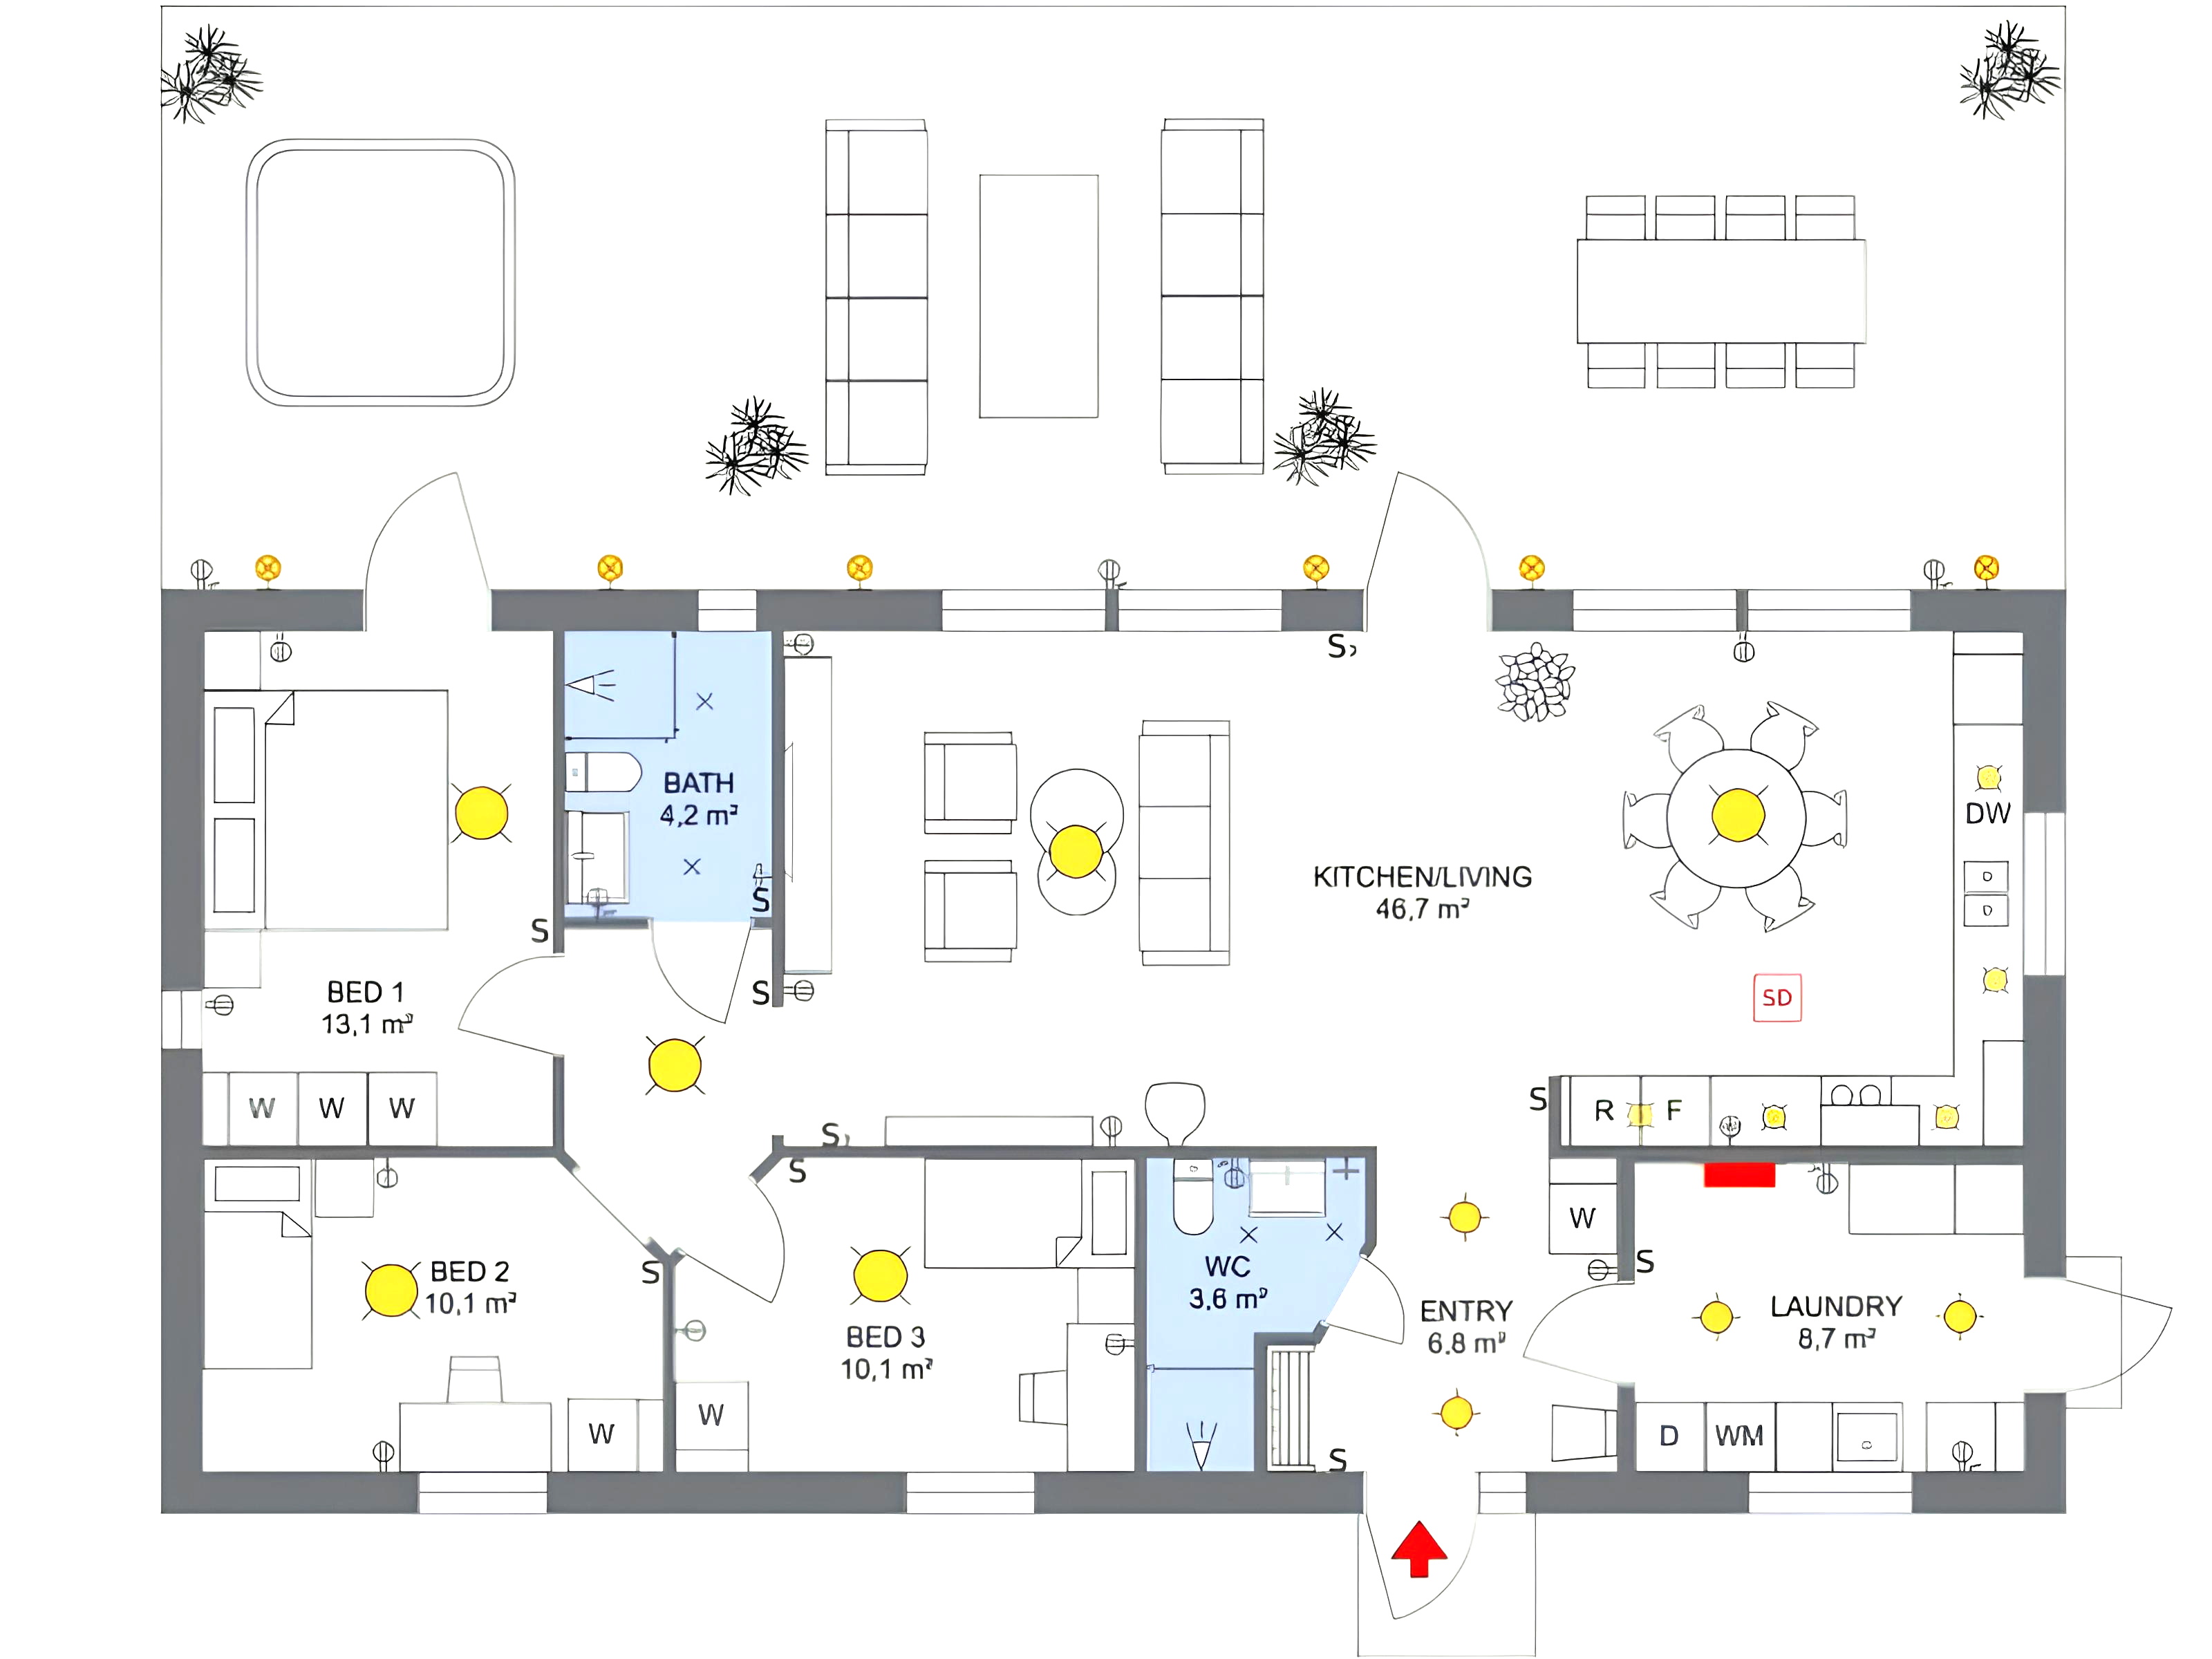 S,
BATH
4,2 m²
DW
S
KITCHEN/LIVING
46,7 m²
S
BED 1
13,1 m²
S
SD
W W W
S,
S
R F
S
S
W
BED 2
10,1 m²
S
WC
3,6 m²
S
ENTRY
6,8 m²
LAUNDRY
8,7 m²
BED 3
10,1 m²
W
W
S
D WM